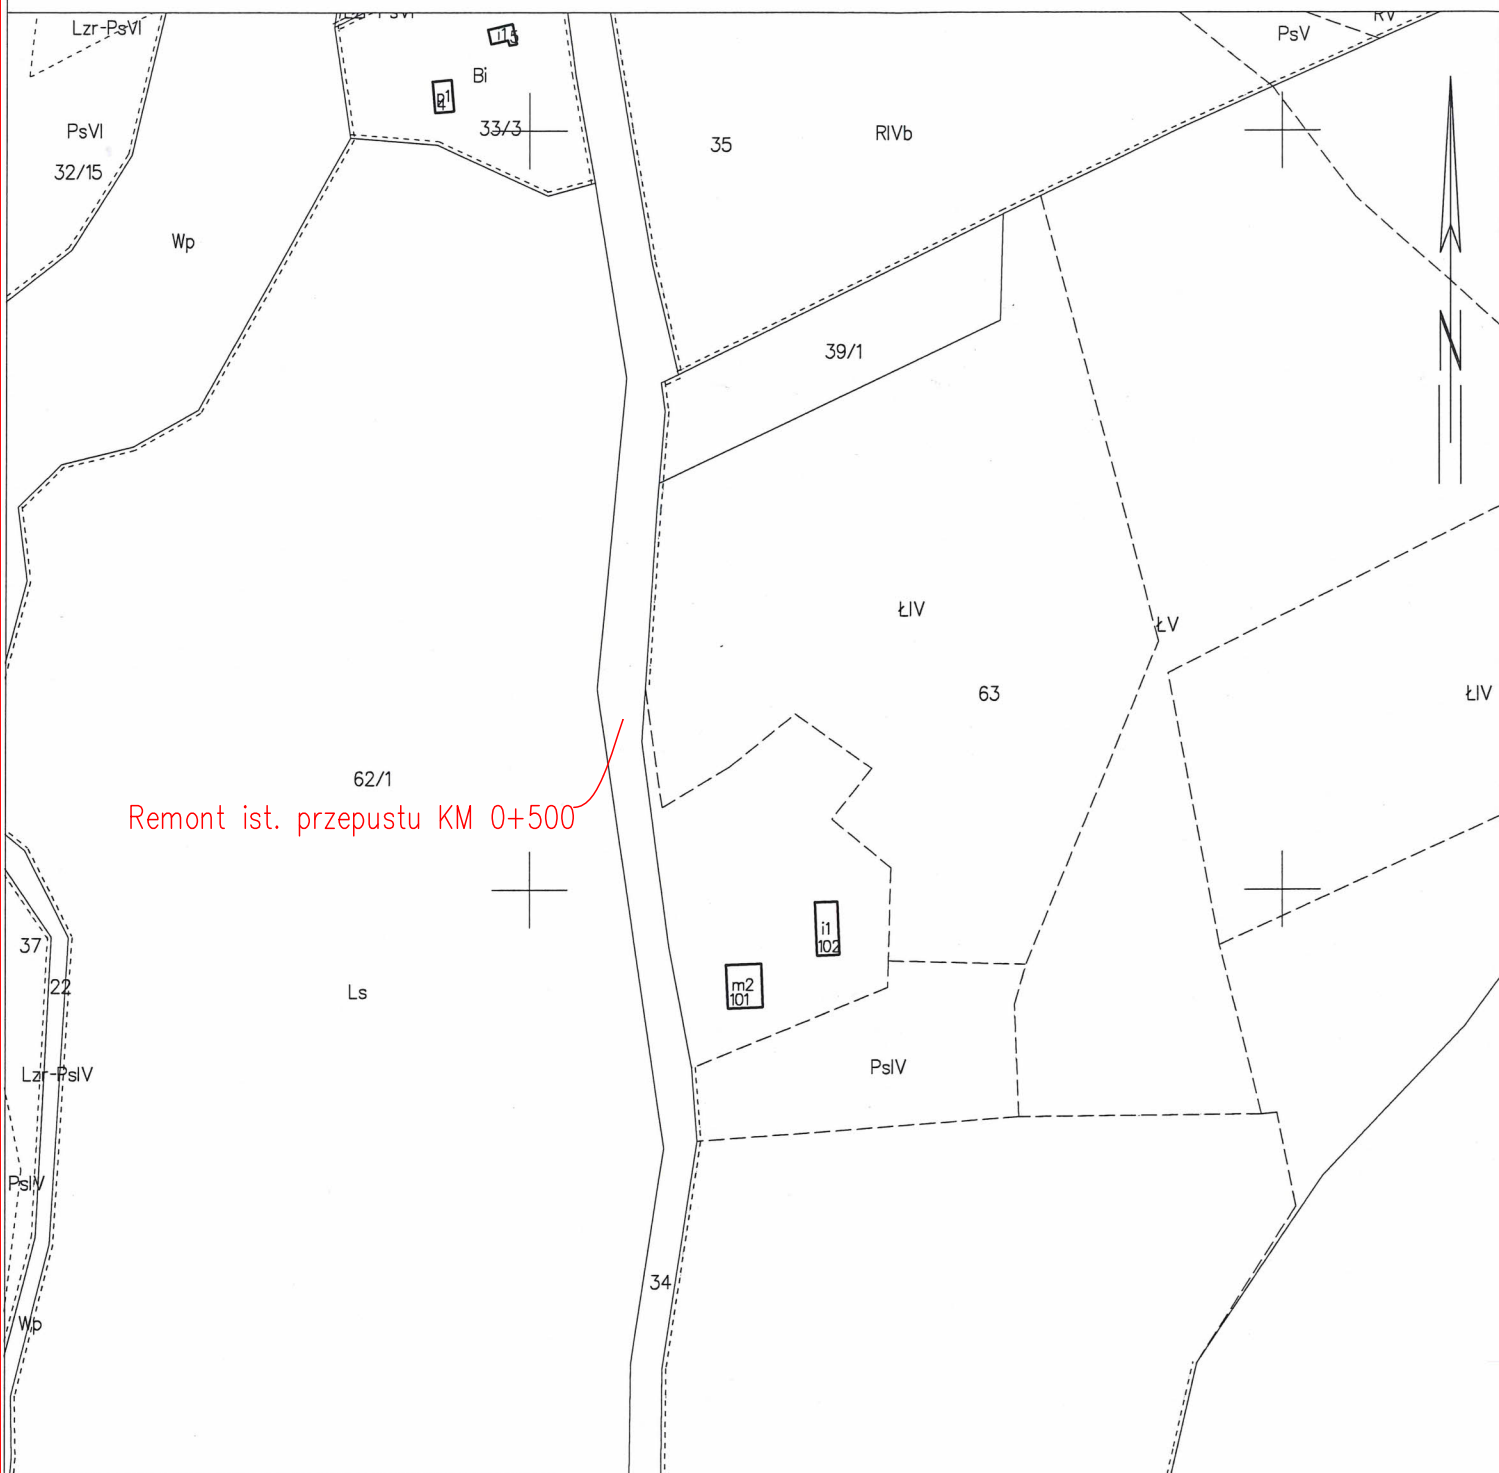 Lzr-PsVI
RV
PsV
i1
Bi
PsVI
33/3
35
RIVb
32/15
Wp
39/1
N
ŁIV
ŁV
63
ŁIV
62/1
Remont ist. przepustu KM 0+500
i1
102
37
22
Ls
m2
101
Lzr-PsIV
PsIV
PsIV
34
Wp